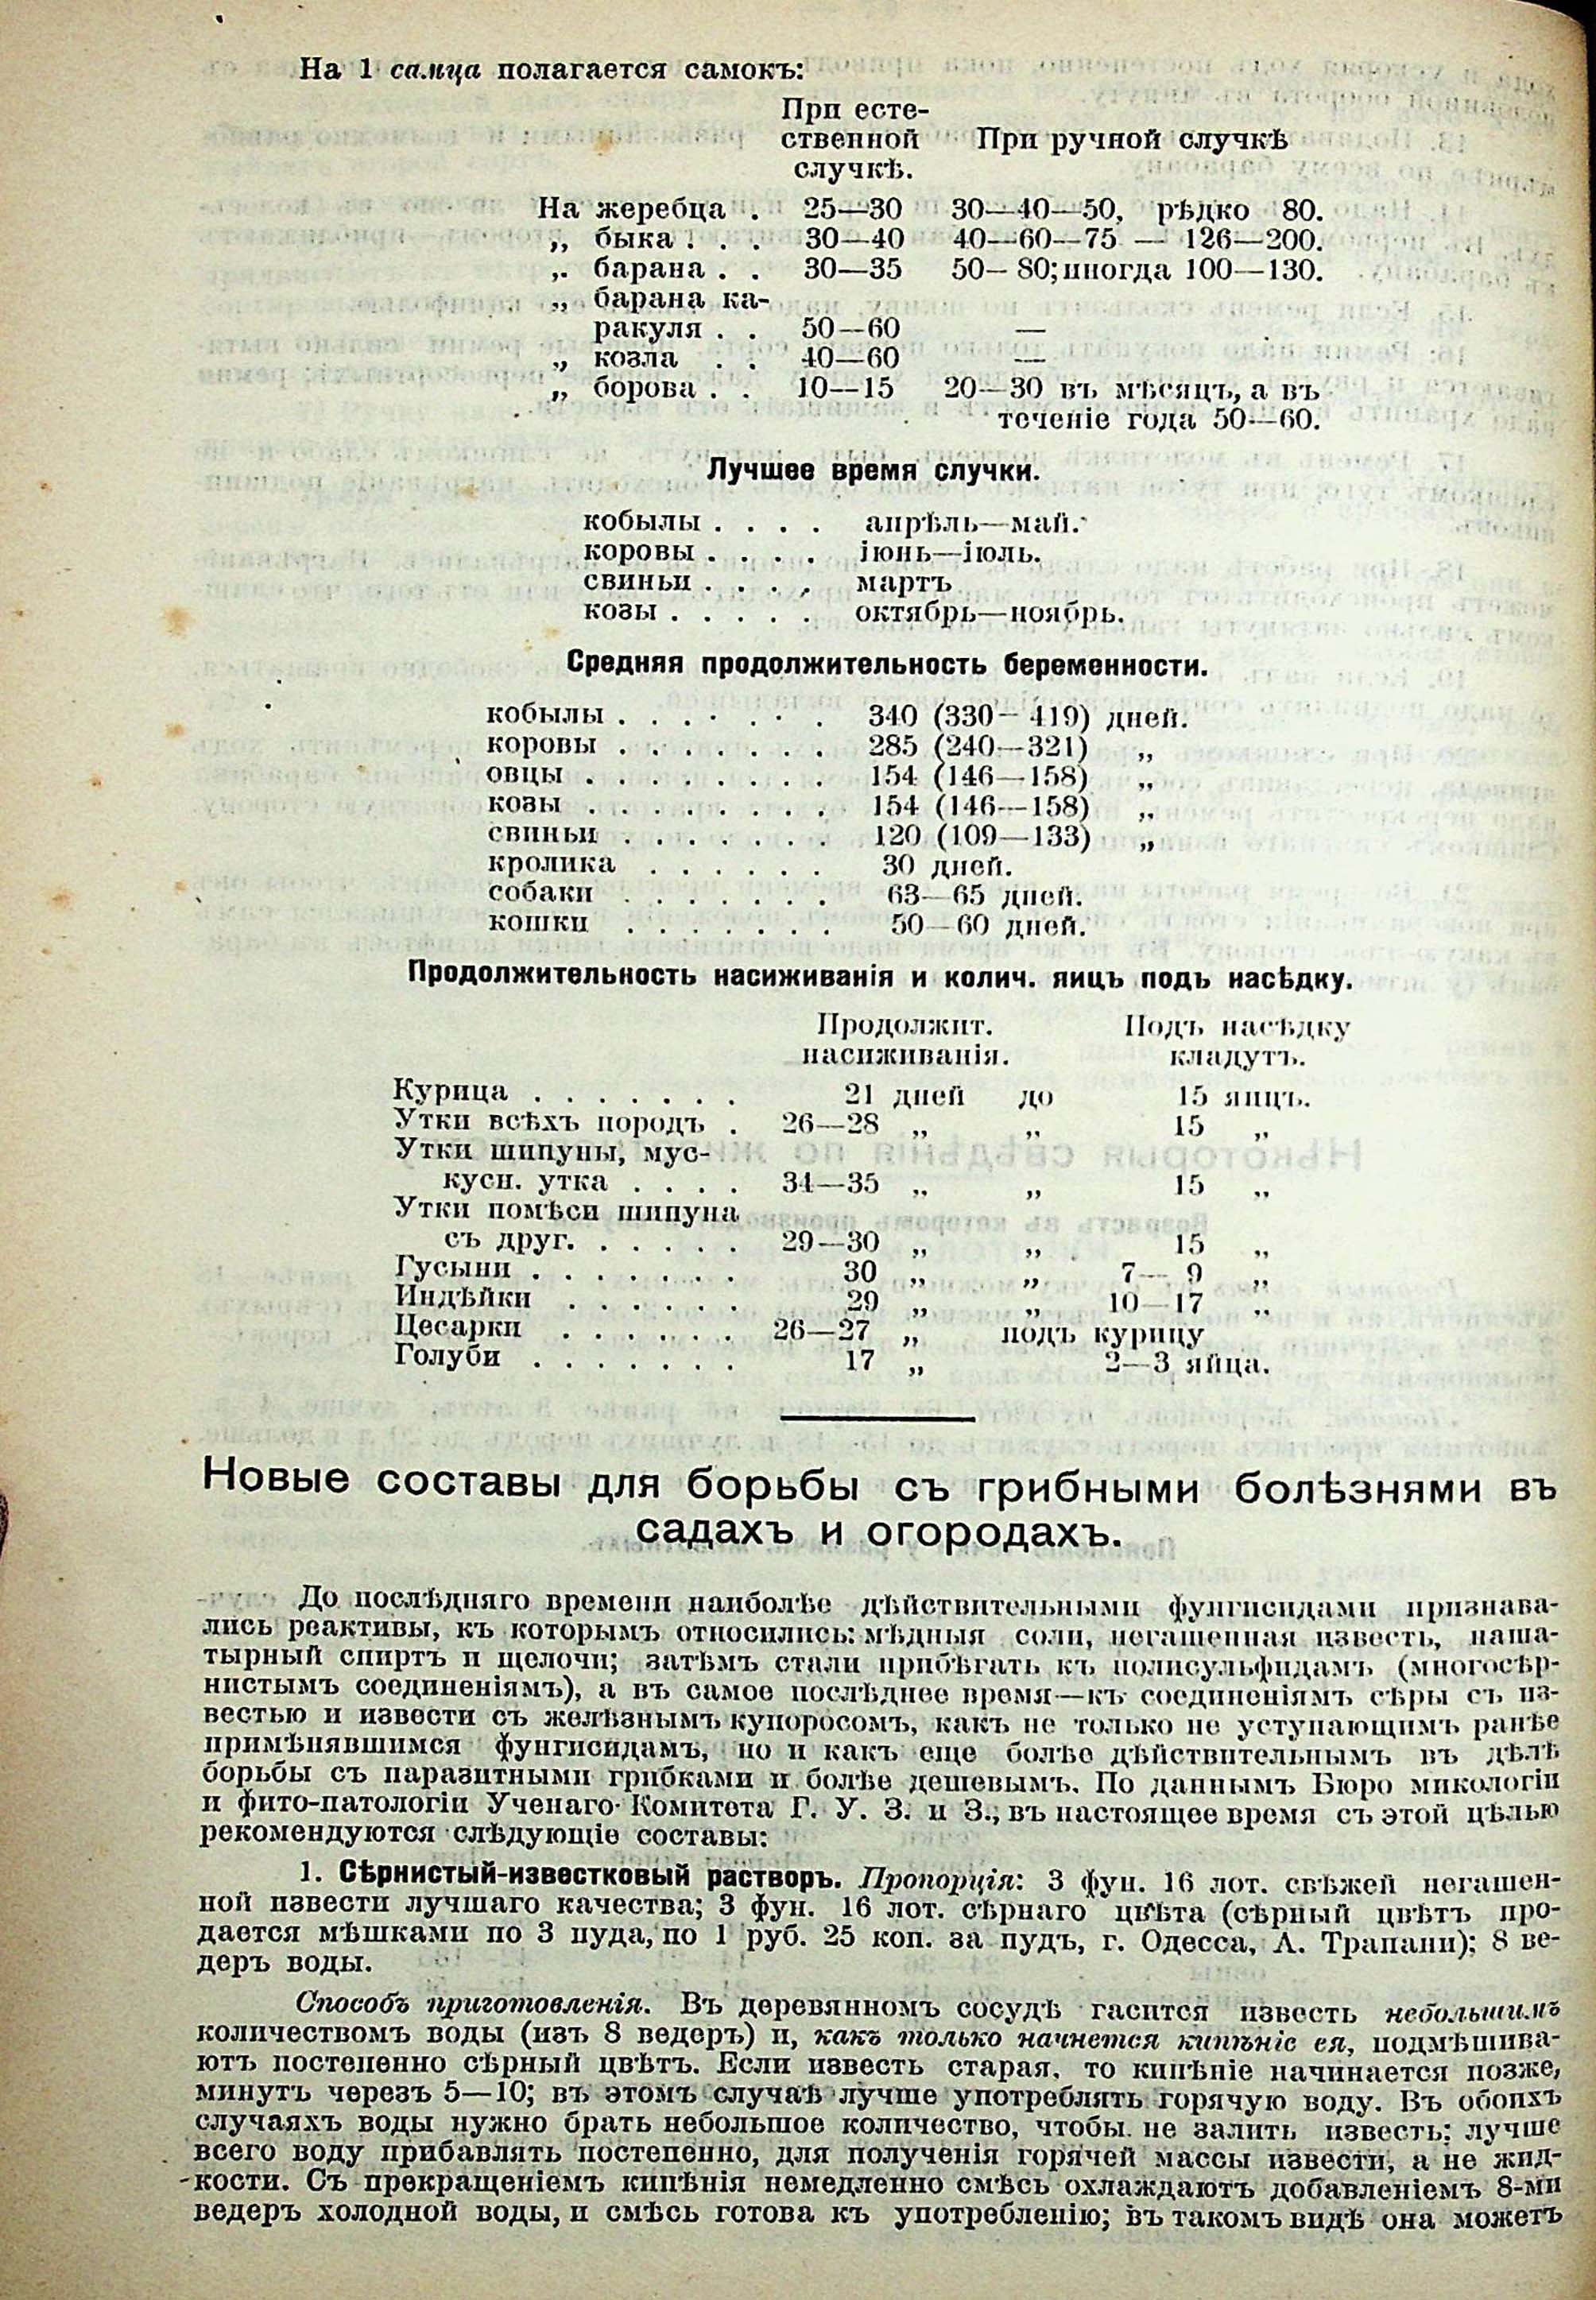 На 1 самца полагается самокъ:
При есте-
ственной При ручной случкѣ
случкѣ.
На жеребца . 25—30 30—40—50, рѣдко 80.
„ быка . . . 30—40 40—60—75 — 126—200.
„ барана . . 30—35 50—80; иногда 100—130.
„ барана ка-
ракуля . . 50—60 —
„ козла . . 40—60 —
„ борова . . 10—15 20—30 въ мѣсяцъ, а въ
теченіе года 50—60.
Лучшее время случки.
кобылы . . . . апрѣль—май.
коровы . . . . іюнь—іюль.
свиньи . . . . мартъ
козы . . . . . октябрь—ноябрь.
Средняя продолжительность беременности.
кобылы . . . . . . . 340 (330—419) дней.
коровы . . . . . . . 285 (240—321) „
овцы . . . . . . . . 154 (146—158) „
козы . . . . . . . . 154 (146—158) „
свиньи . . . . . . . 120 (109—133) „
кролика . . . . . . 30 дней.
собаки . . . . . . . 63—65 дней.
кошки . . . . . . . 50—60 дней.
Продолжительность насиживанія и колич. яицъ подъ насѣдку.
Продолжит. Подъ насѣдку
насиживанія. кладутъ.
Курица . . . . . . . 21 дней до 15 яицъ.
Утки всѣхъ породъ . 26—28 „ „ 15 „
Утки шипуны, мус-
кусн. утка . . . . 34—35 „ „ 15 „
Утки помѣси шипуна
съ друг. . . . . . 29—30 „ „ 15 „
Гусыни . . . . . . . 30 „ „ 7—9 „
Индѣйки . . . . . . 29 „ „ 10—17 „
Цесарки . . . . . . 26—27 „ подъ курицу
Голуби . . . . . . . 17 „ 2—3 яйца.
Новые составы для борьбы съ грибными болѣзнями въ
садахъ и огородахъ.
До послѣдняго времени наиболѣе дѣйствительными фунгисидами признава-
лись реактивы, къ которымъ относились: мѣдныя соли, негашенная известь, наша-
тырный спиртъ и щелочи; затѣмъ стали прибѣгать къ полисульфидамъ (многосѣр-
нистымъ соединеніямъ), а въ самое послѣднее время—къ соединеніямъ сѣры съ из-
вестью и извести съ желѣзнымъ купоросомъ, какъ не только не уступающимъ ранѣе
примѣнявшимся фунгисидамъ, но и какъ еще болѣе дѣйствительнымъ въ дѣлѣ
борьбы съ паразитными грибками и болѣе дешевымъ. По даннымъ Бюро микологіи
и фито-патологіи Ученаго Комитета Г. У. З. и З., въ настоящее время съ этой цѣлью
рекомендуются слѣдующіе составы:
1. Сѣрнистый-известковый растворъ. Пропорція: 3 фун. 16 лот. свѣжей негашен-
ной извести лучшаго качества; 3 фун. 16 лот. сѣрнаго цвѣта (сѣрный цвѣтъ про-
дается мѣшками по 3 пуда, по 1 руб. 25 коп. за пудъ, г. Одесса, А. Трапани); 8 ве-
деръ воды.
Способъ приготовленія. Въ деревянномъ сосудѣ гасится известь небольшимъ
количествомъ воды (изъ 8 ведеръ) и, какъ только начнется кипѣніе ея, подмѣшива-
ютъ постепенно сѣрный цвѣтъ. Если известь старая, то кипѣніе начинается позже,
минутъ черезъ 5—10; въ этомъ случаѣ лучше употреблять горячую воду. Въ обоихъ
случаяхъ воды нужно брать небольшое количество, чтобы не залить известь; лучше
всего воду прибавлять постепенно, для полученія горячей массы извести, а не жид-
кости. Съ прекращеніемъ кипѣнія немедленно смѣсь охлаждаютъ добавленіемъ 8-ми
ведеръ холодной воды, и смѣсь готова къ употребленію; въ такомъ видѣ она можетъ